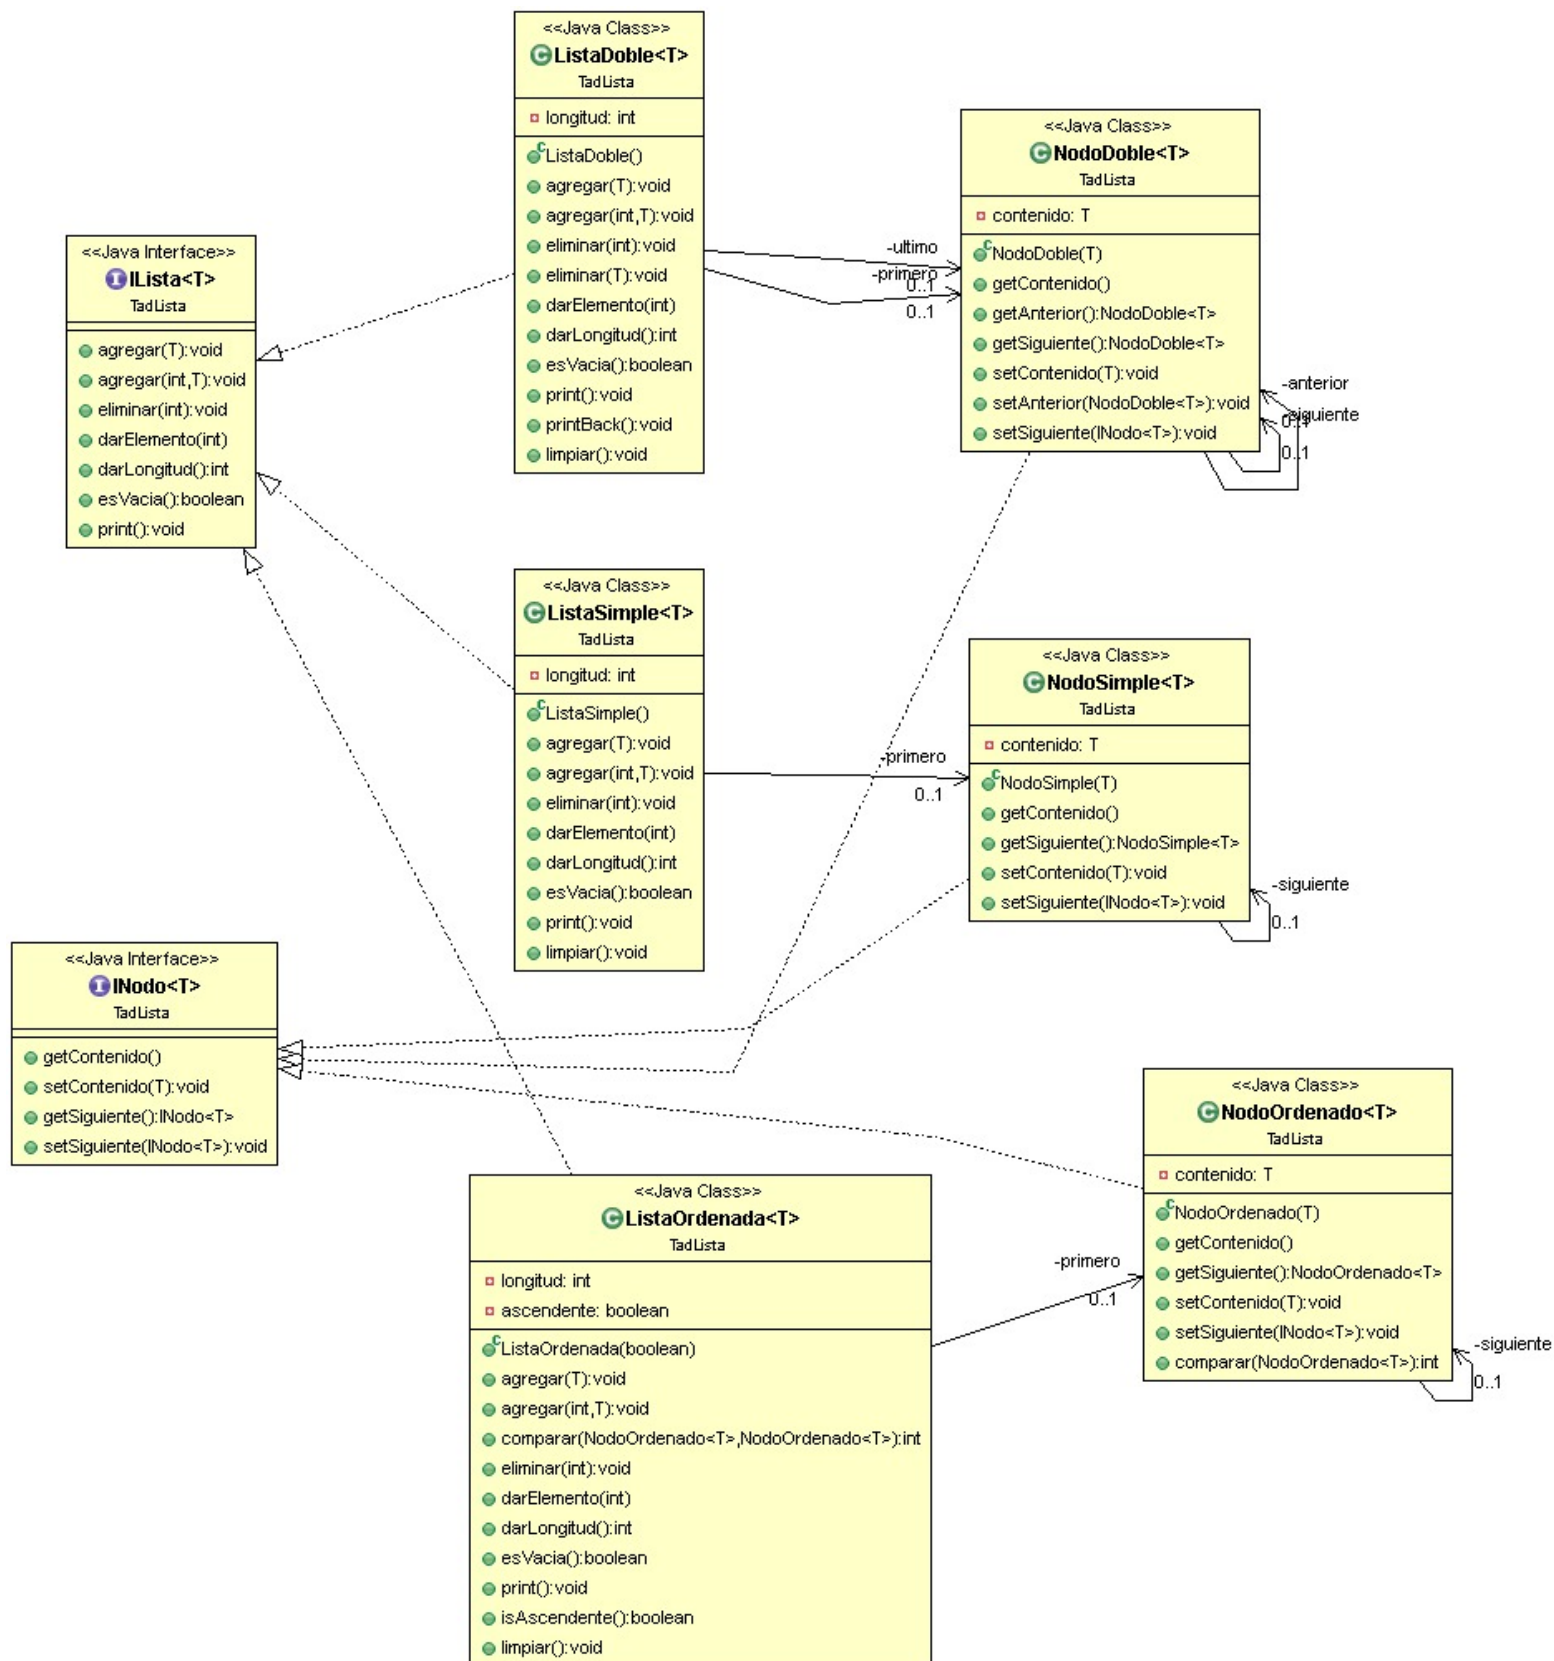 <<Java Class>>
ListaDoble<T>
TadLista
longitud: int
ListaDoble()
agregar(T):void
agregar(int,T):void
eliminar(int):void
eliminar(T):void
darElemento(int)
darLongitud():int
esVacia():boolean
print():void
printBack():void
limpiar():void
-ultimo
0..1
-primero
0..1
<<Java Class>>
NodoDoble<T>
TadLista
contenido: T
NodoDoble(T)
getContenido()
getAnterior():NodoDoble<T>
getSiguiente():NodoDoble<T>
setContenido(T):void
setAnterior(NodoDoble<T>):void
setSiguiente(INodo<T>):void
-anterior
0..1
-siguiente
0..1
<<Java Interface>>
ILista<T>
TadLista
agregar(T):void
agregar(int,T):void
eliminar(int):void
darElemento(int)
darLongitud():int
esVacia():boolean
print():void
<<Java Class>>
ListaSimple<T>
TadLista
longitud: int
ListaSimple()
agregar(T):void
agregar(int,T):void
eliminar(int):void
darElemento(int)
darLongitud():int
esVacia():boolean
print():void
limpiar():void
-primero
0..1
<<Java Class>>
NodoSimple<T>
TadLista
contenido: T
NodoSimple(T)
getContenido()
getSiguiente():NodoSimple<T>
setContenido(T):void
setSiguiente(INodo<T>):void
-siguiente
0..1
<<Java Interface>>
INodo<T>
TadLista
getContenido()
setContenido(T):void
getSiguiente():INodo<T>
setSiguiente(INodo<T>):void
<<Java Class>>
ListaOrdenada<T>
TadLista
longitud: int
ascendente: boolean
ListaOrdenada(boolean)
agregar(T):void
agregar(int,T):void
comparar(NodoOrdenado<T>,NodoOrdenado<T>):int
eliminar(int):void
darElemento(int)
darLongitud():int
esVacia():boolean
print():void
isAscendente():boolean
limpiar():void
-primero
0..1
<<Java Class>>
NodoOrdenado<T>
TadLista
contenido: T
NodoOrdenado(T)
getContenido()
getSiguiente():NodoOrdenado<T>
setContenido(T):void
setSiguiente(INodo<T>):void
comparar(NodoOrdenado<T>):int
-siguiente
0..1